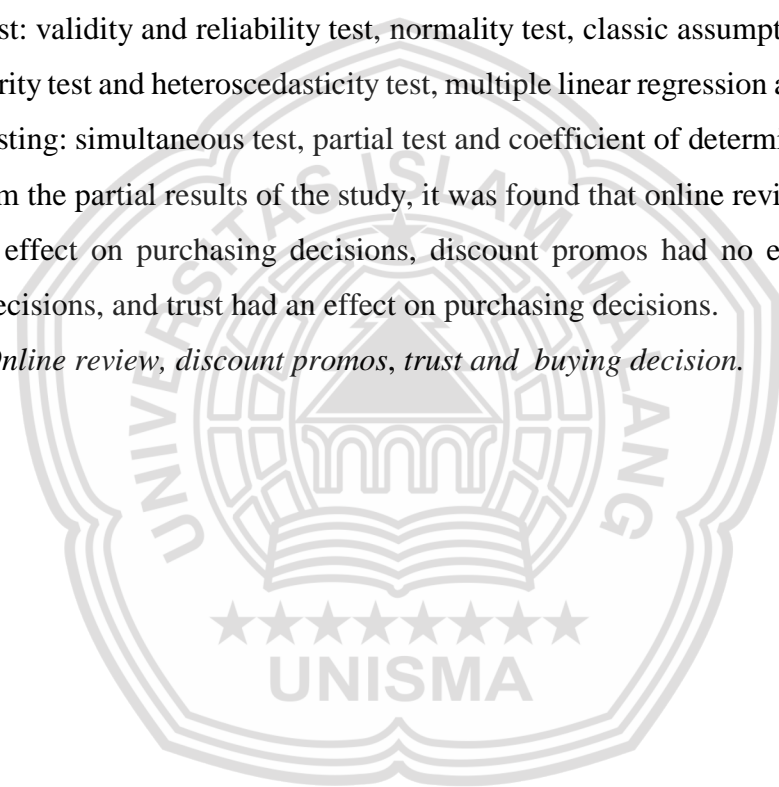 st: validity and reliability test, normality test, classic assumpt
rity test and heteroscedasticity test, multiple linear regression a
sting: simultaneous test, partial test and coefficient of determi
m the partial results of the study, it was found that online revi
effect on purchasing decisions, discount promos had no e
ecisions, and trust had an effect on purchasing decisions.
nline review, discount promos, trust and buying decision.
UNIVERSITAS ISLAM MALANG
UNISMA